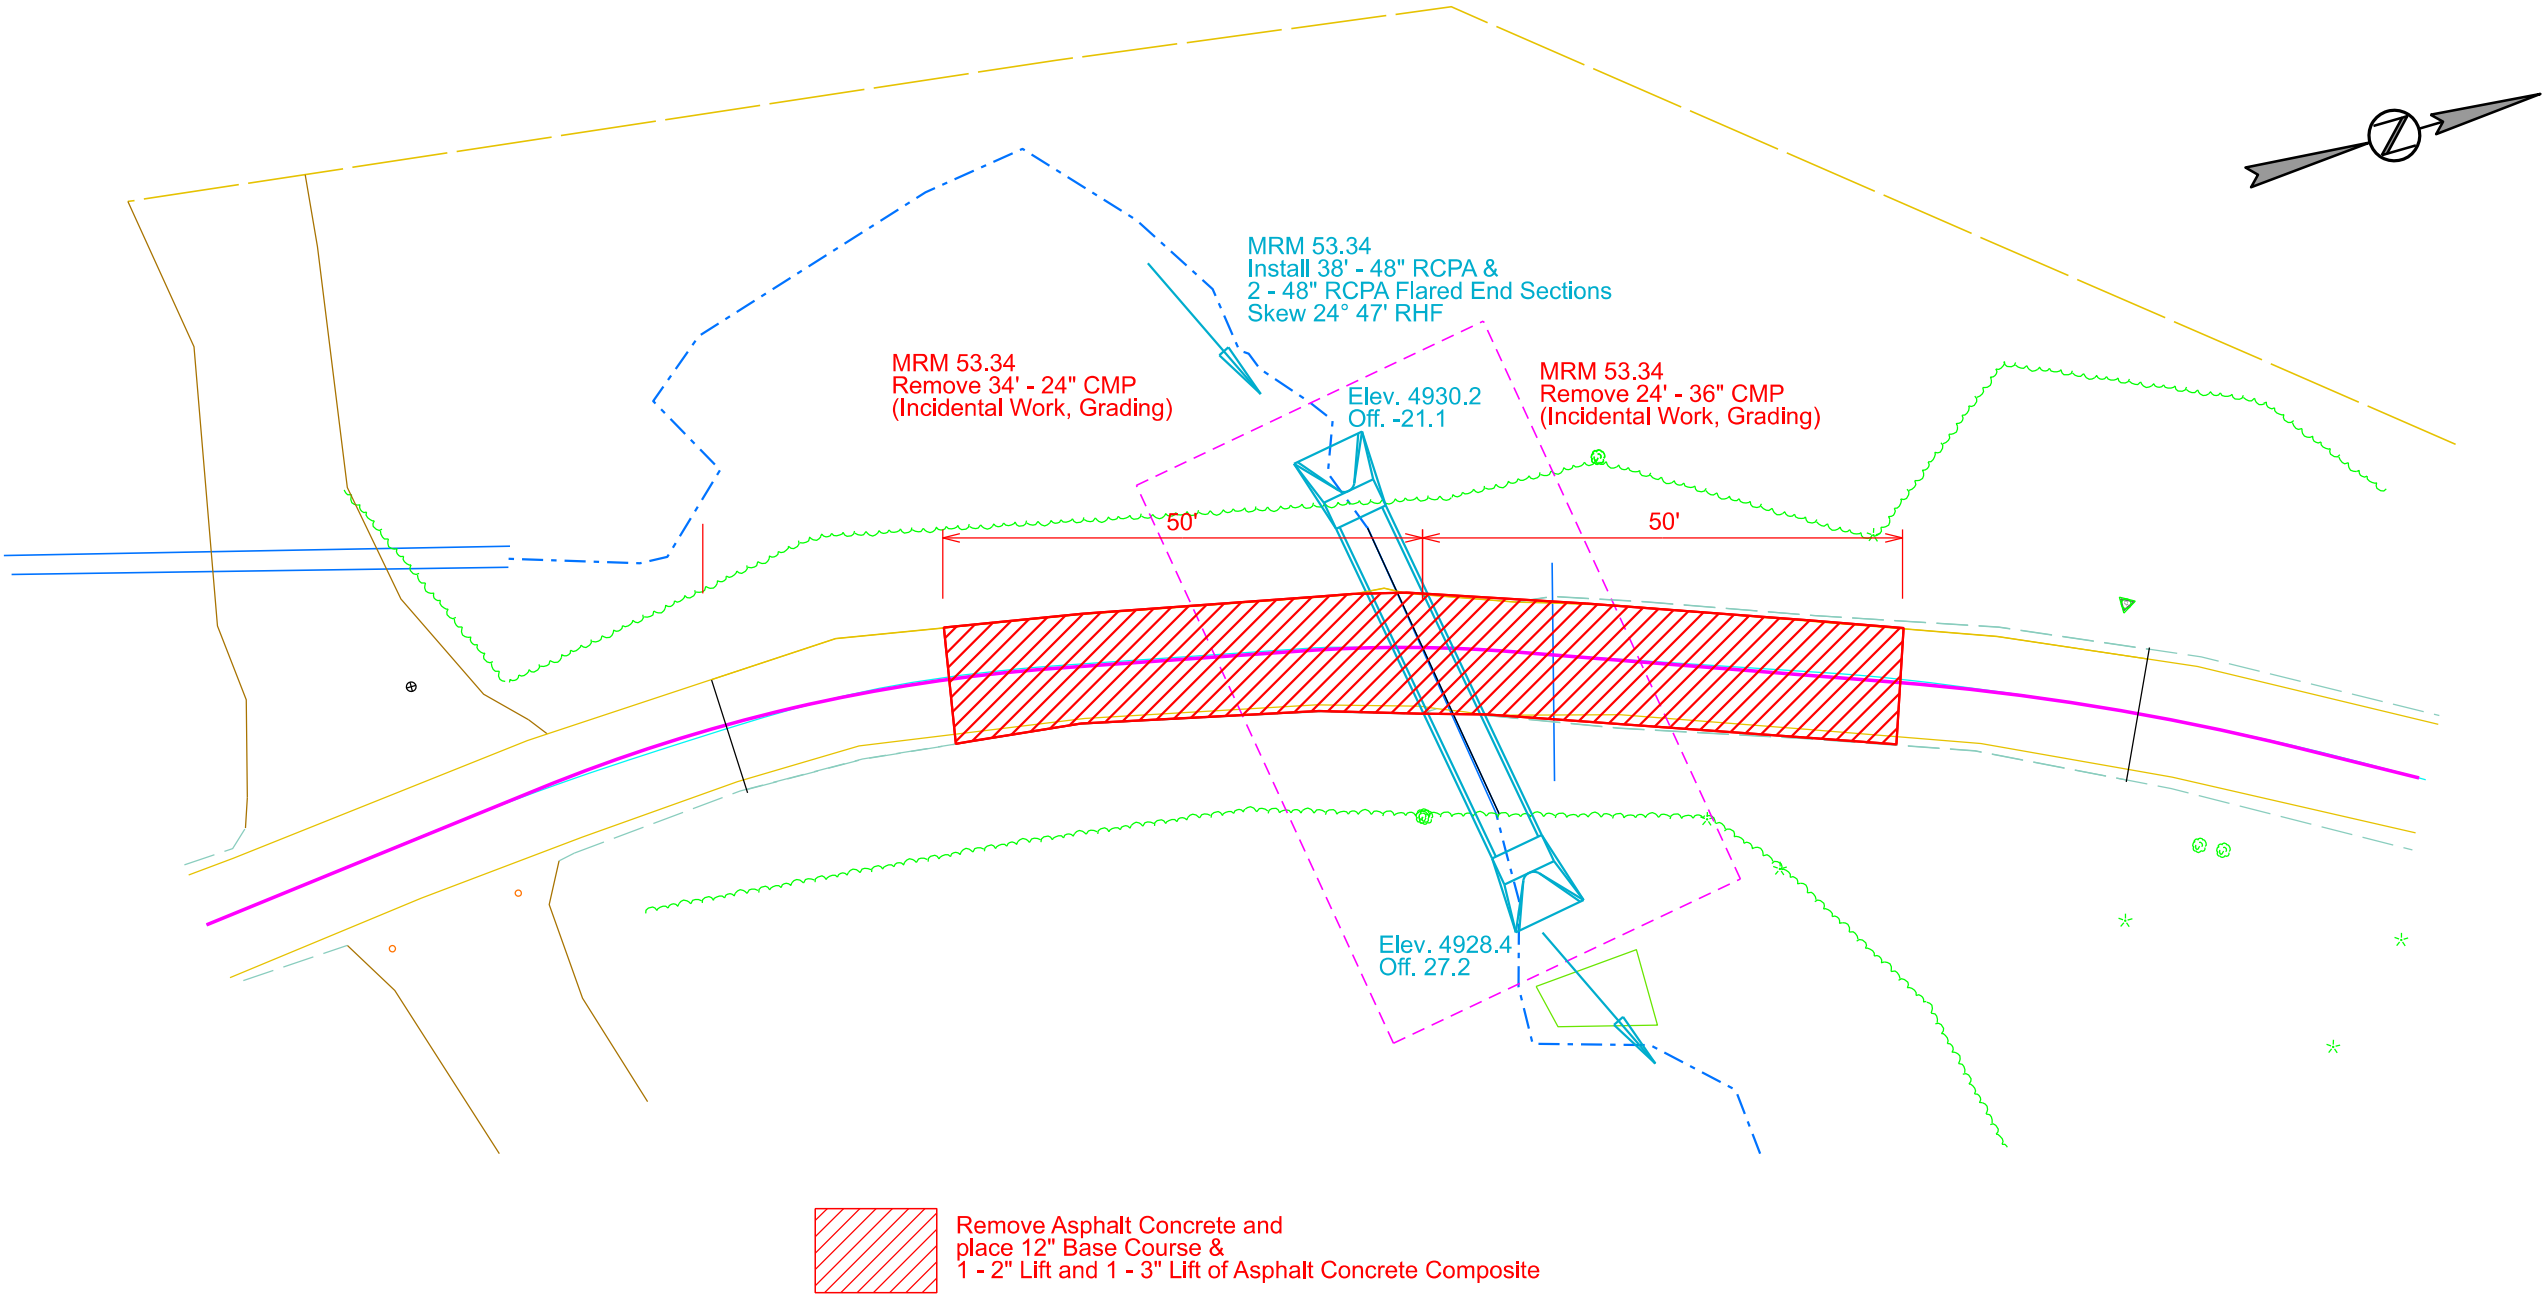 MRM 53.34
Install 38' - 48" RCPA &
2 - 48" RCPA Flared End Sections
Skew 24° 47' RHF
MRM 53.34
Remove 34' - 24" CMP
(Incidental Work, Grading)
MRM 53.34
Remove 24' - 36" CMP
(Incidental Work, Grading)
Elev. 4930.2
Off. -21.1
50'
50'
Elev. 4928.4
Off. 27.2
Remove Asphalt Concrete and
place 12" Base Course &
1 - 2" Lift and 1 - 3" Lift of Asphalt Concrete Composite